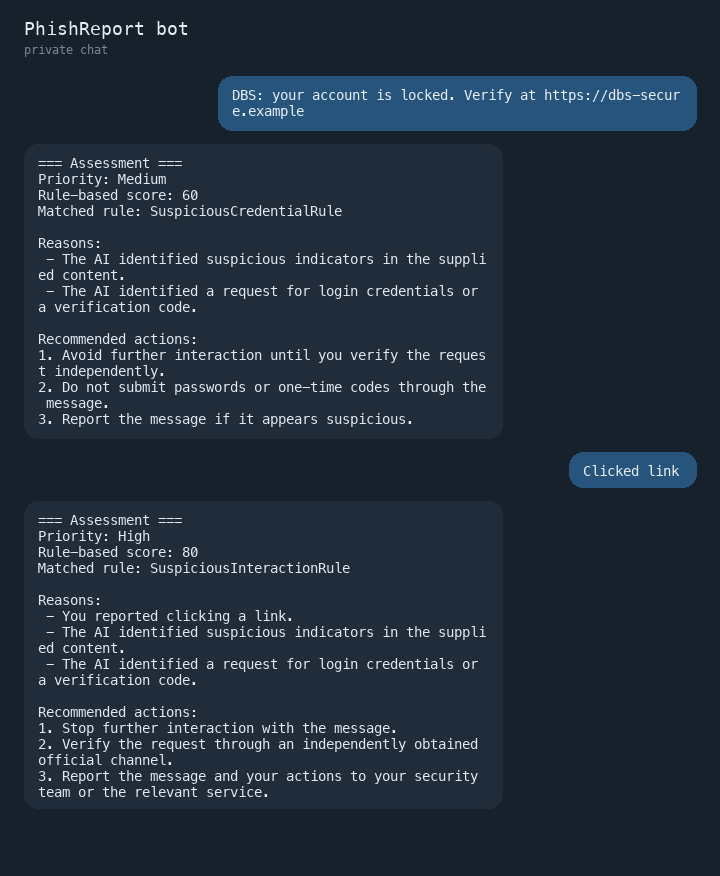 PhishReport bot
private chat
DBS: your account is locked. Verify at https://dbs-secur
e.example
=== Assessment ===
Priority: Medium
Rule-based score: 60
Matched rule: SuspiciousCredentialRule
Reasons:
– The AI identified suspicious indicators in the suppli
ed content.
– The AI identified a request for login credentials or
a verification code.
Recommended actions:
1. Avoid further interaction until you verify the reques
t independently.
2. Do not submit passwords or one-time codes through the
message.
3. Report the message if it appears suspicious.
Clicked link
=== Assessment ===
Priority: High
Rule-based score: 80
Matched rule: SuspiciousInteractionRule
Reasons:
– You reported clicking a link.
– The AI identified suspicious indicators in the suppli
ed content.
– The AI identified a request for login credentials or
a verification code.
Recommended actions:
1. Stop further interaction with the message.
2. Verify the request through an independently obtained
official channel.
3. Report the message and your actions to your security
team or the relevant service.